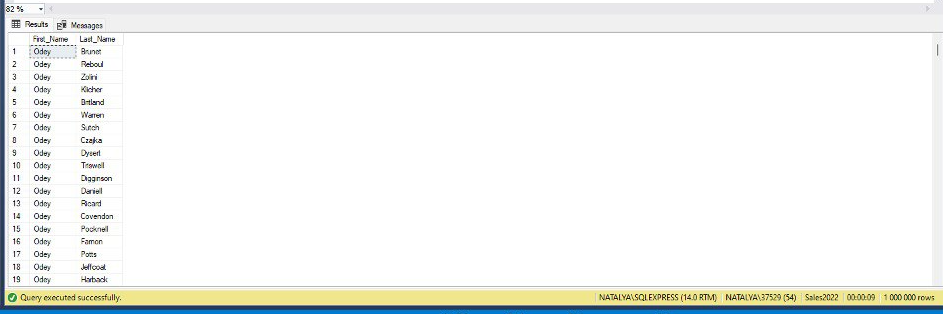 82 %
Results Messages
First_Name Last_Name
1 Odey Brunet
2 Odey Reboul
3 Odey Zolini
4 Odey Klicher
5 Odey Britland
6 Odey Warren
7 Odey Sutch
8 Odey Czajka
9 Odey Dysert
10 Odey Triswell
11 Odey Digginson
12 Odey Daniell
13 Odey Ricard
14 Odey Covendon
15 Odey Pocknell
16 Odey Famon
17 Odey Potts
18 Odey Jeffcoat
19 Odey Harback
Query executed successfully. NATALYA\SQLEXPRESS (14.0 RTM) NATALYA\37529 (54) Sales2022 00:00:09 1 000 000 rows